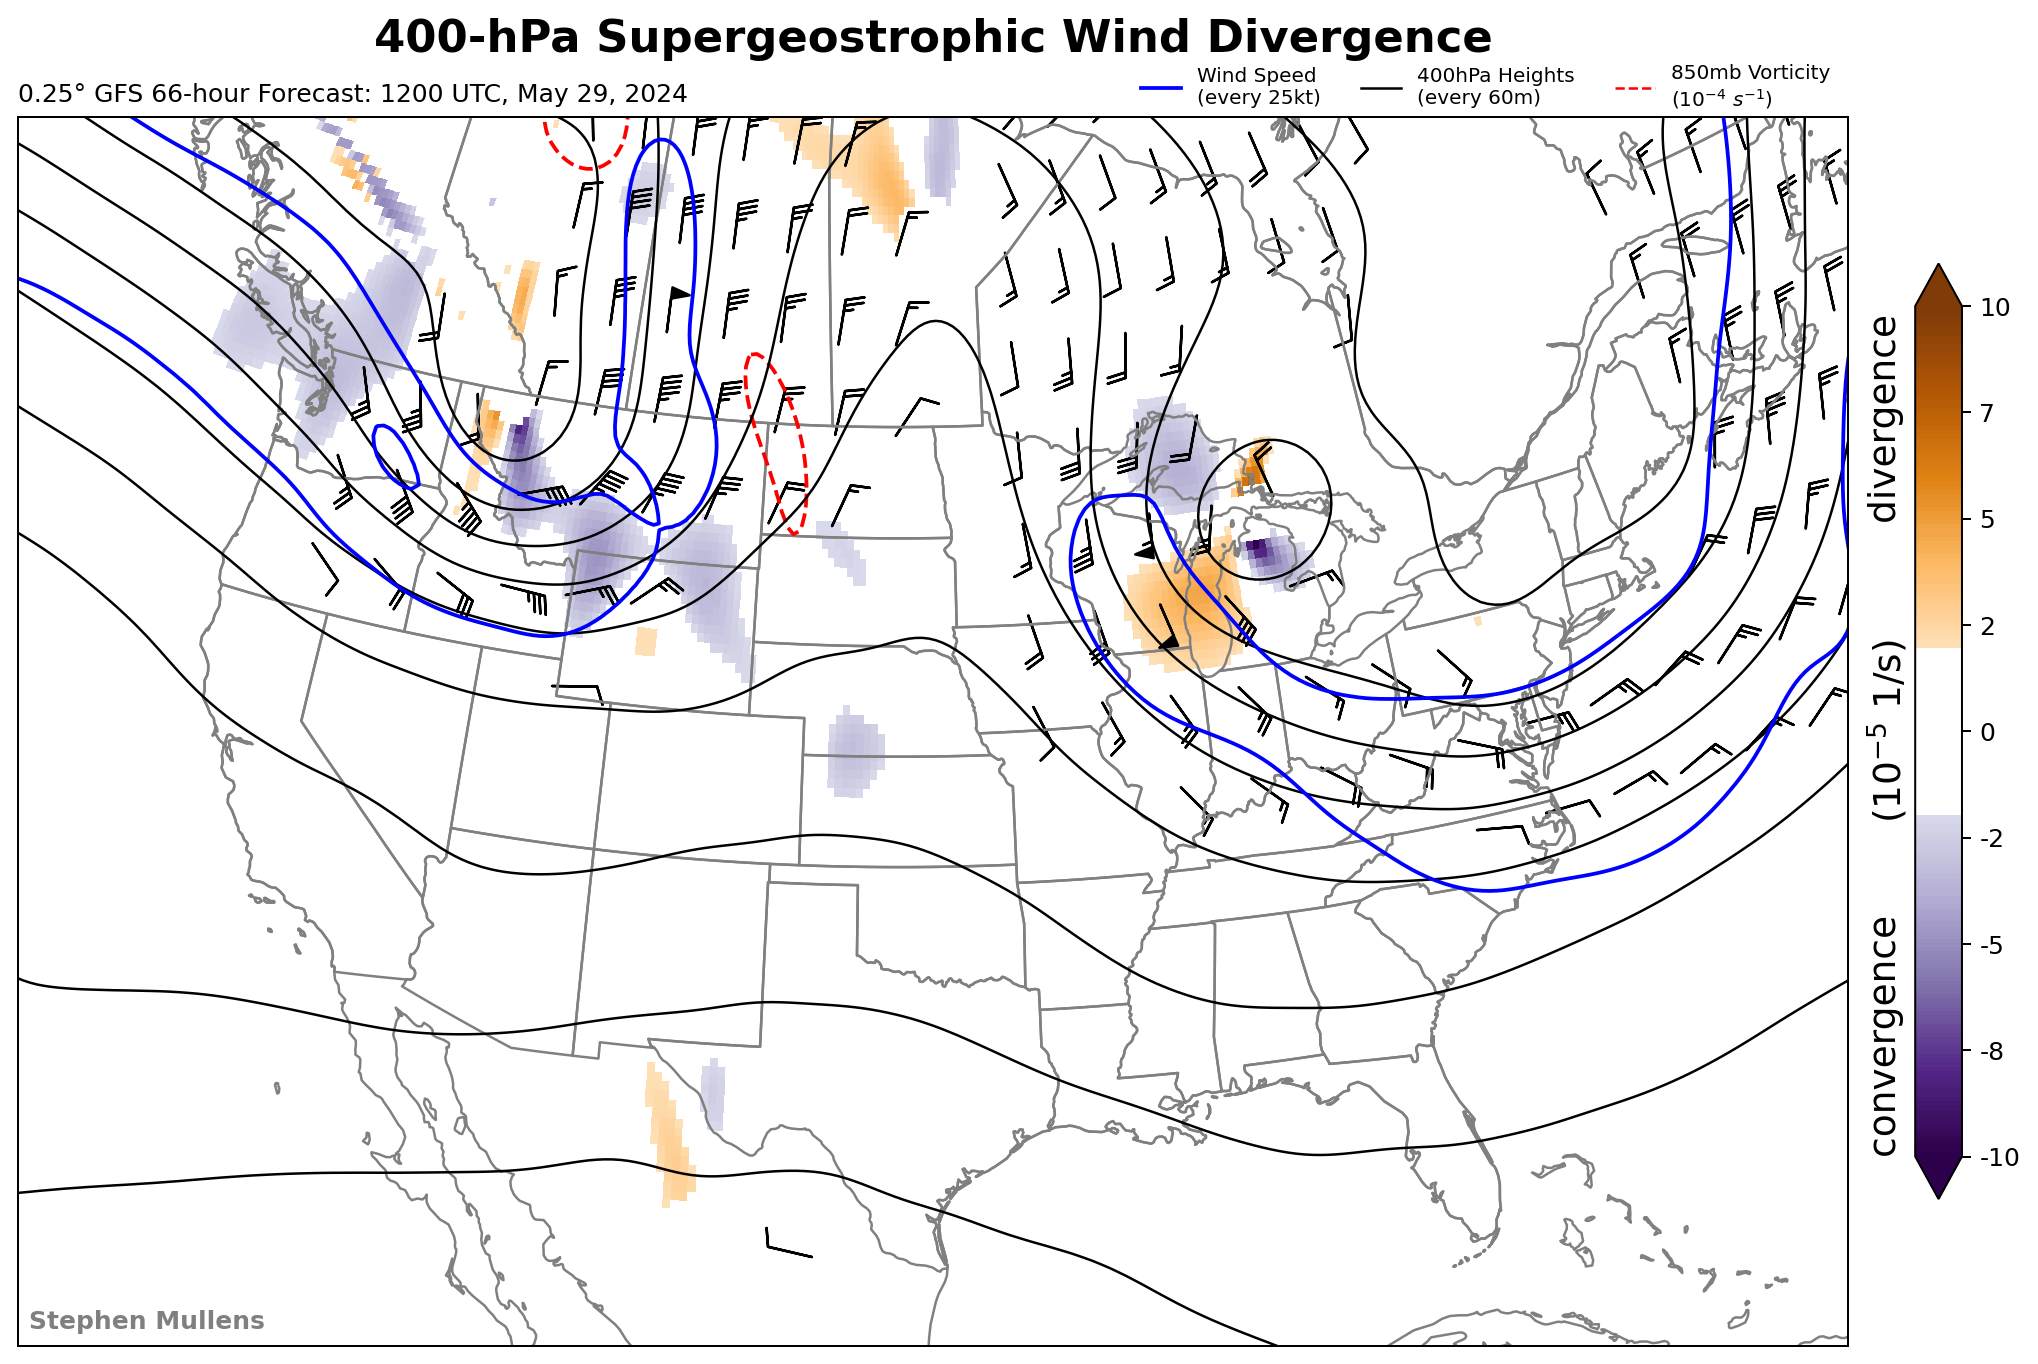 400-hPa Supergeostrophic Wind Divergence
0.25° GFS 66-hour Forecast: 1200 UTC, May 29, 2024
Wind Speed
(every 25kt)
400hPa Heights
(every 60m)
850mb Vorticity
(10⁻⁴ s⁻¹)
10
7
5
2
0
-2
-5
-8
-10
convergence (10⁻⁵ 1/s) divergence
Stephen Mullens